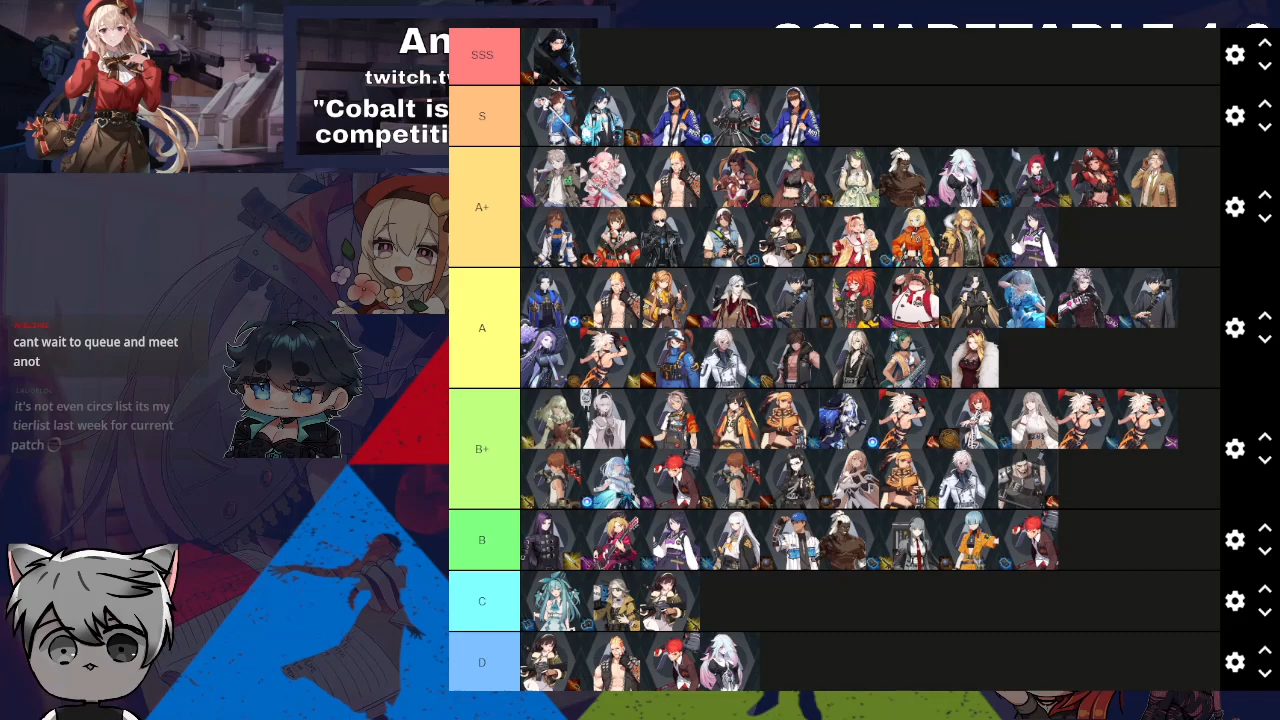 An
twitch.tv
"Cobalt is
competiti
SSS
S
A+
A
B+
B
C
D
cant wait to queue and meet
anot
it's not even circs list its my
tierlist last week for current
patch